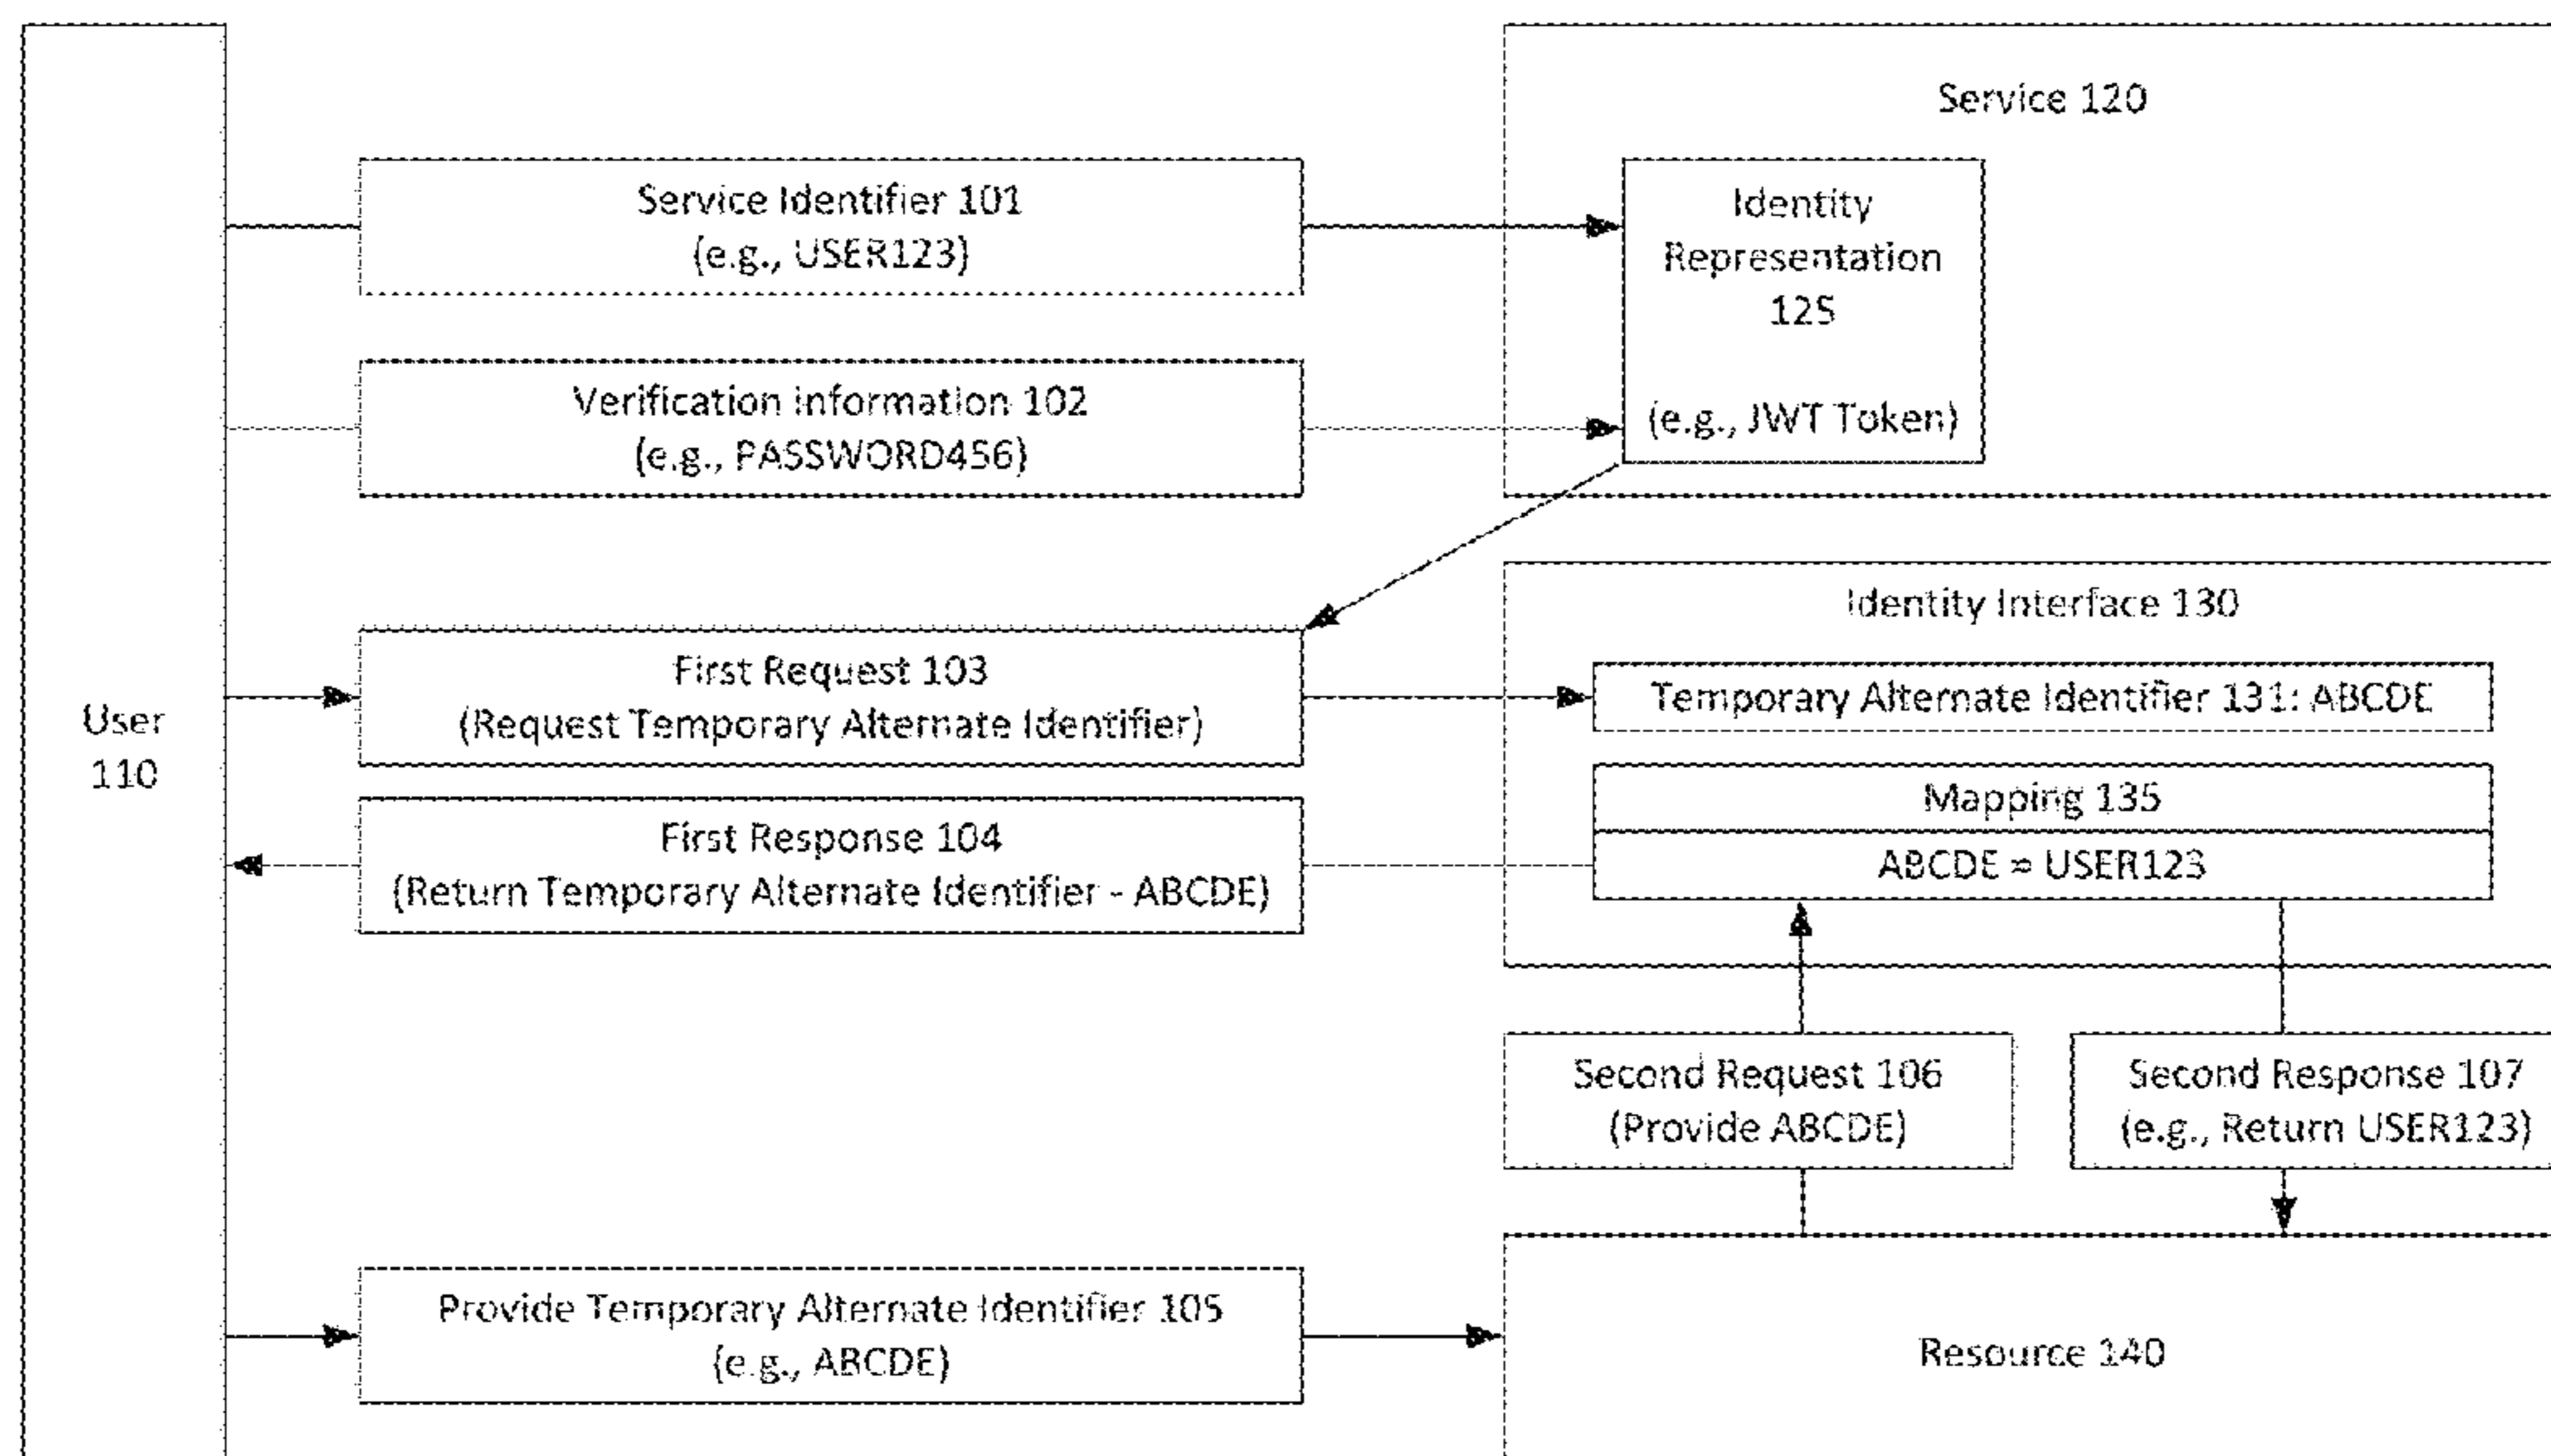 Service 120
Service Identifier 101
(e.g., USER123)
Identity
Representation
125
(e.g., JWT Token)
Verification Information 102
(e.g., PASSWORD456)
Identity Interface 130
First Request 103
(Request Temporary Alternate Identifier)
Temporary Alternate Identifier 131: ABCDE
User
110
Mapping 135
ABCDE = USER123
First Response 104
(Return Temporary Alternate Identifier - ABCDE)
Second Request 106
(Provide ABCDE)
Second Response 107
(e.g., Return USER123)
Provide Temporary Alternate Identifier 105
(e.g., ABCDE)
Resource 140